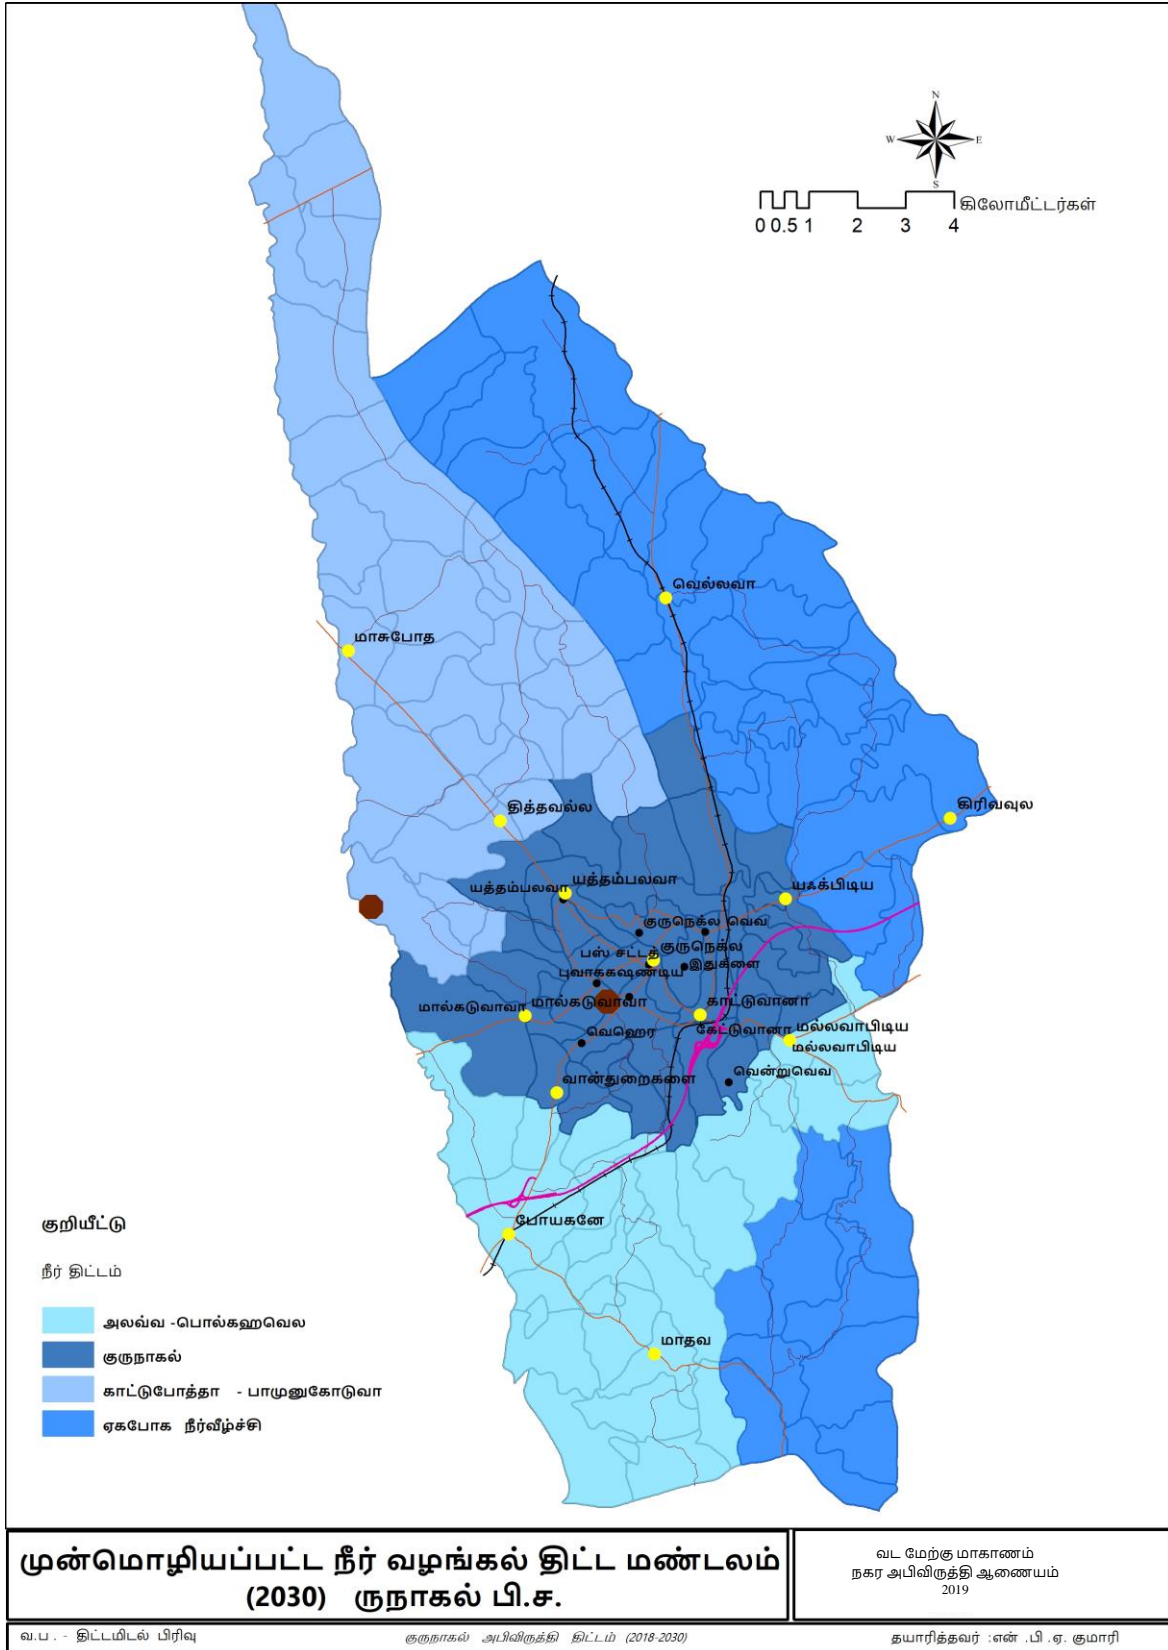 N
W E
S
கிலோமீட்டர்கள்
0 0.5 1 2 3 4
வெல்லவா
மாசுபோத
கிரிவவுல
தித்தவல்ல
யத்தம்பலவா
யத்தம்பலவா
யஃக்பிடிய
குருநெக்ல வெவ
பஸ் சட்டத்
குருநெக்ல
இதுகிளை
புவாககஷண்டிய
மால்கடுவாவா
மால்கடுவாவா
காட்டுவானா
கேட்டுவானா
மல்லவாபிடிய
மல்லவாபிடிய
வெஹெர
வென்றுவெவ
வான்துறைகளை
போயகனே
மாதவ
குறியீட்டு
நீர் திட்டம்
அலவ்வ -பொல்கஹவெல
குருநாகல்
காட்டுபோத்தா - பாமுனுகோடுவா
ஏகபோக நீர்வீழ்ச்சி
முன்மொழியப்பட்ட நீர் வழங்கல் திட்ட மண்டலம்
(2030) ருநாகல் பி.ச.
வட மேற்கு மாகாணம்
நகர அபிவிருத்தி ஆணையம்
2019
வ.ப . - திட்டமிடல் பிரிவு
குருநாகல் அபிவிருத்தி திட்டம் (2018-2030)
தயாரித்தவர் :என் .பி .ஏ. குமாரி